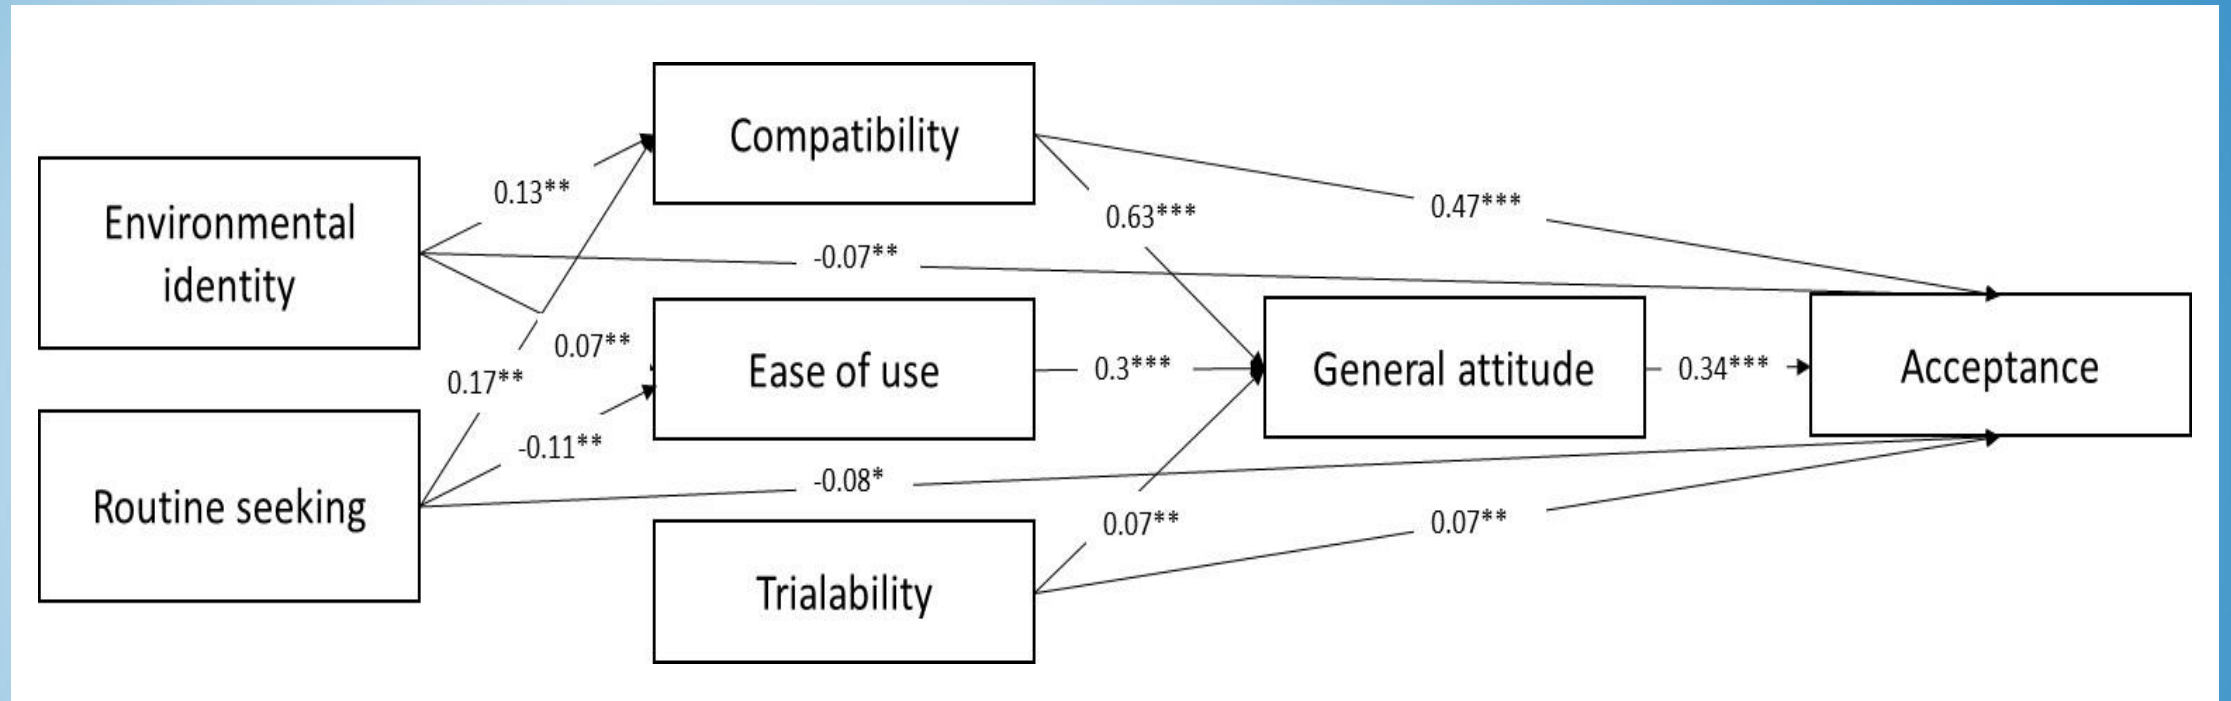 Compatibility
0.13**
Environmental
identity
0.63***
0.47***
-0.07**
0.07**
0.17**
Ease of use
0.3***
General attitude
0.34***
Acceptance
-0.11**
Routine seeking
-0.08*
Trialability
0.07**
0.07**